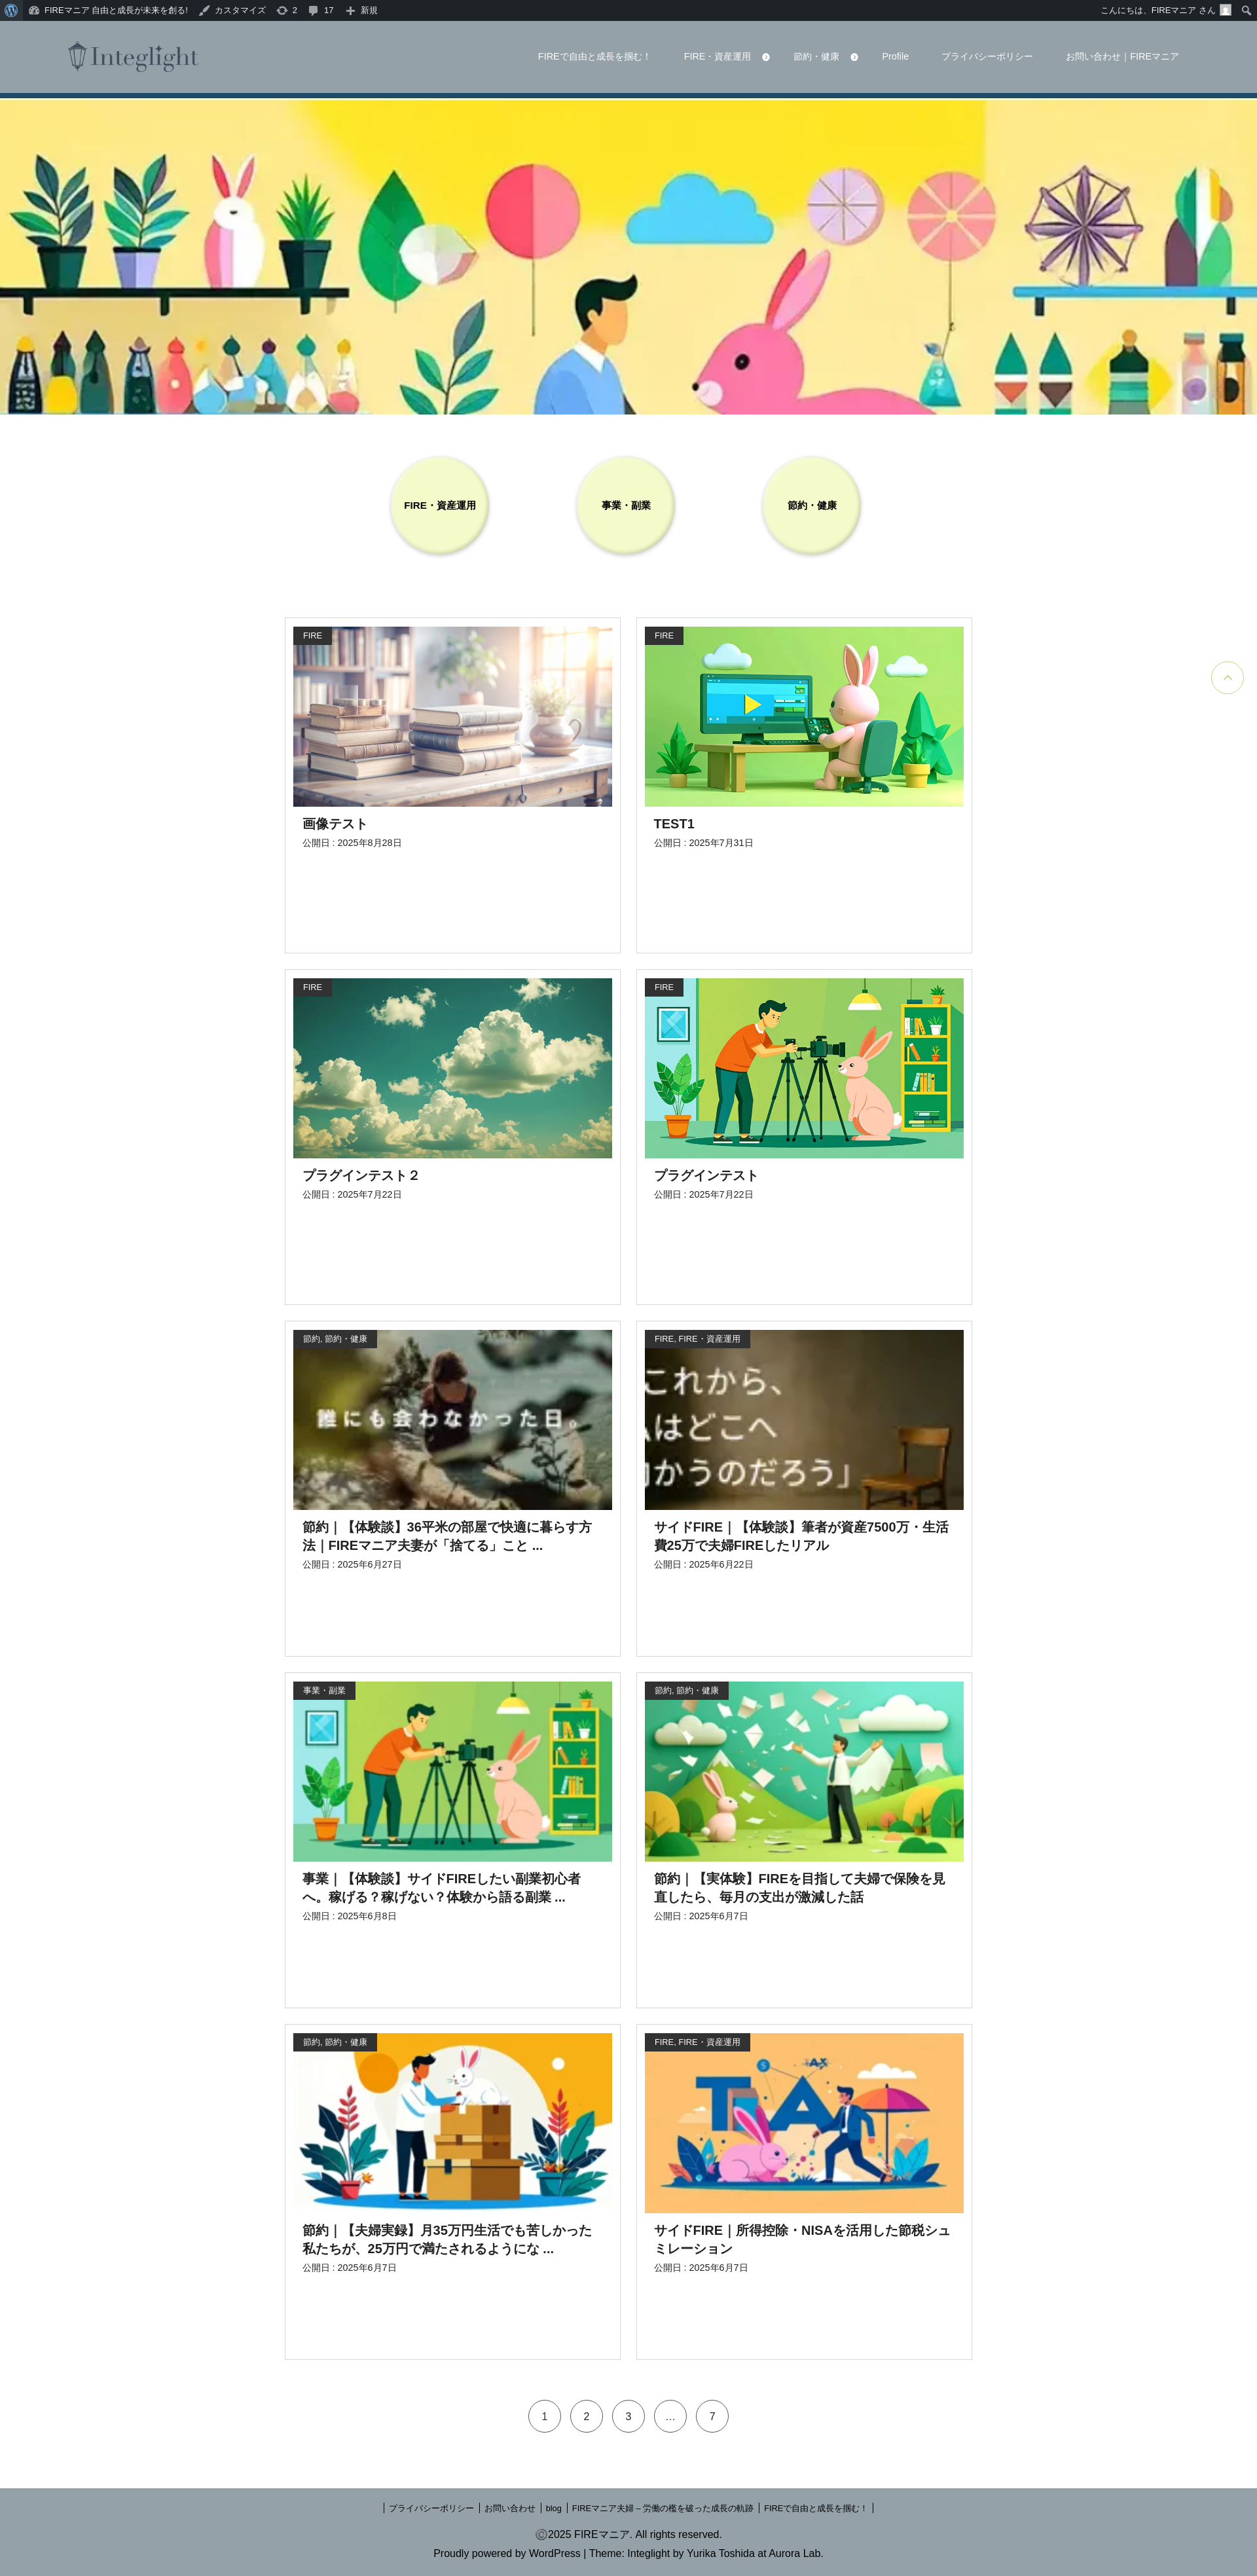 FIREマニア 自由と成長が未来を創る!
カスタマイズ
2
17
新規
こんにちは、FIREマニア さん
Integlight
FIREで自由と成長を掴む！
FIRE・資産運用
節約・健康
Profile
プライバシーポリシー
お問い合わせ｜FIREマニア
FIRE・資産運用
事業・副業
節約・健康
FIRE
画像テスト
公開日 : 2025年8月28日
FIRE
TEST1
公開日 : 2025年7月31日
FIRE
プラグインテスト２
公開日 : 2025年7月22日
FIRE
プラグインテスト
公開日 : 2025年7月22日
節約, 節約・健康
誰にも会わなかった日。
節約｜【体験談】36平米の部屋で快適に暮らす方
法｜FIREマニア夫妻が「捨てる」こと ...
公開日 : 2025年6月27日
FIRE, FIRE・資産運用
これから、
はどこへ
かうのだろう」
サイドFIRE｜【体験談】筆者が資産7500万・生活
費25万で夫婦FIREしたリアル
公開日 : 2025年6月22日
事業・副業
事業｜【体験談】サイドFIREしたい副業初心者
へ。稼げる？稼げない？体験から語る副業 ...
公開日 : 2025年6月8日
節約, 節約・健康
節約｜【実体験】FIREを目指して夫婦で保険を見
直したら、毎月の支出が激減した話
公開日 : 2025年6月7日
節約, 節約・健康
節約｜【夫婦実録】月35万円生活でも苦しかった
私たちが、25万円で満たされるようにな ...
公開日 : 2025年6月7日
FIRE, FIRE・資産運用
TA
サイドFIRE｜所得控除・NISAを活用した節税シュ
ミレーション
公開日 : 2025年6月7日
1
2
3
…
7
プライバシーポリシー
お問い合わせ
blog
FIREマニア夫婦 – 労働の檻を破った成長の軌跡
FIREで自由と成長を掴む！
©2025 FIREマニア. All rights reserved.
Proudly powered by WordPress | Theme: Integlight by Yurika Toshida at Aurora Lab.